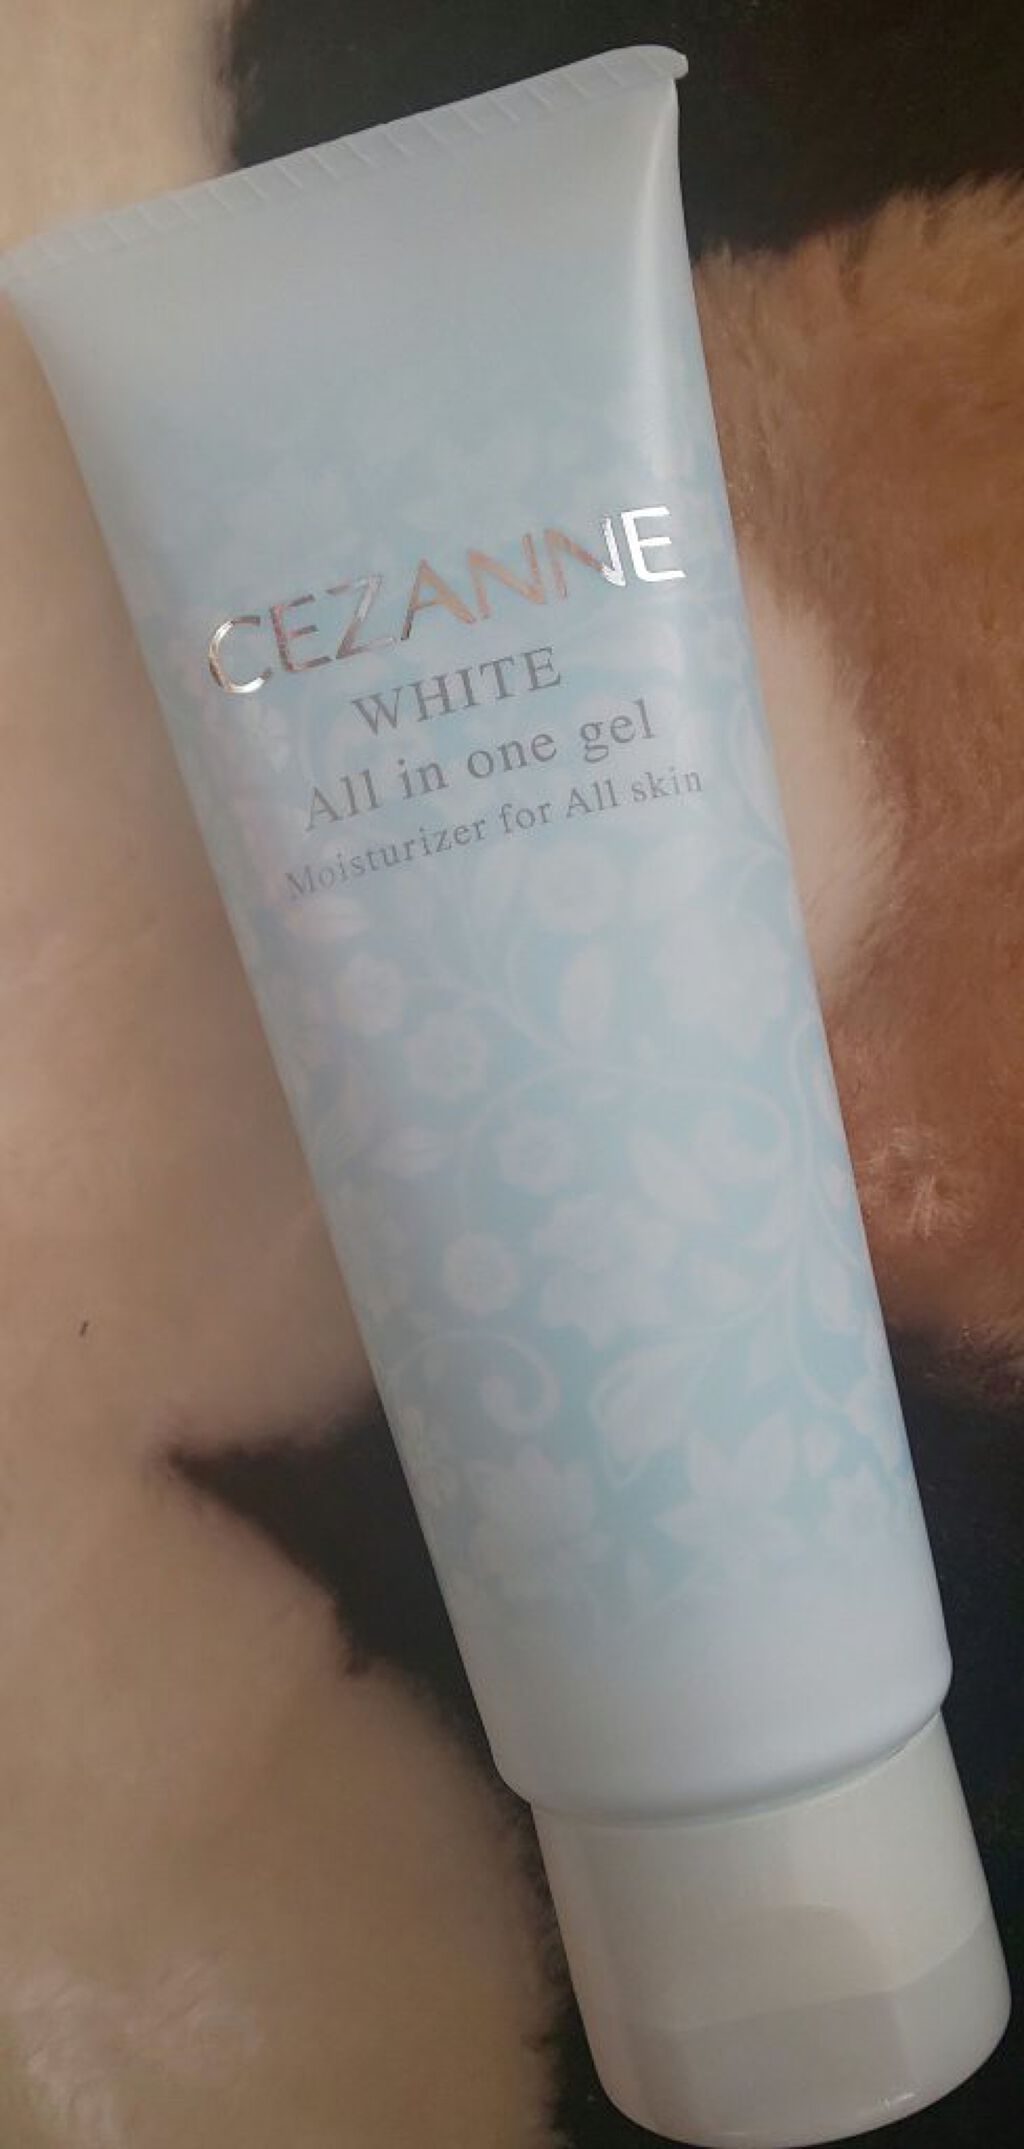 CEZANNE
WHITE
All in one gel
Moisturizer for All skin